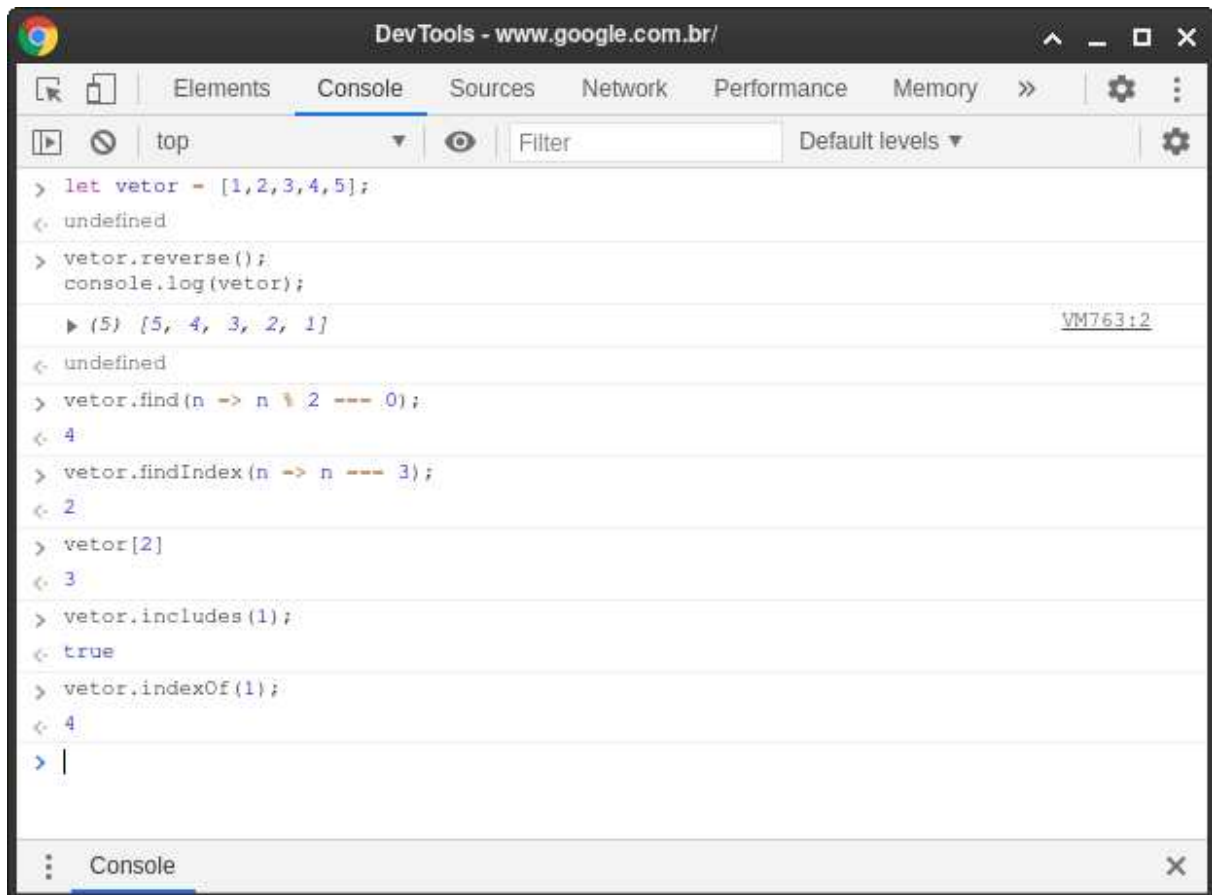 DevTools - www.google.com.br/
Elements Console Sources Network Performance Memory »
top Filter Default levels
> let vetor = [1,2,3,4,5];
undefined
> vetor.reverse();
console.log(vetor);
(5) [5, 4, 3, 2, 1] VM763:2
undefined
> vetor.find(n => n % 2 === 0);
4
> vetor.findIndex(n => n === 3);
2
> vetor[2]
3
> vetor.includes(1);
true
> vetor.indexOf(1);
4
>
Console